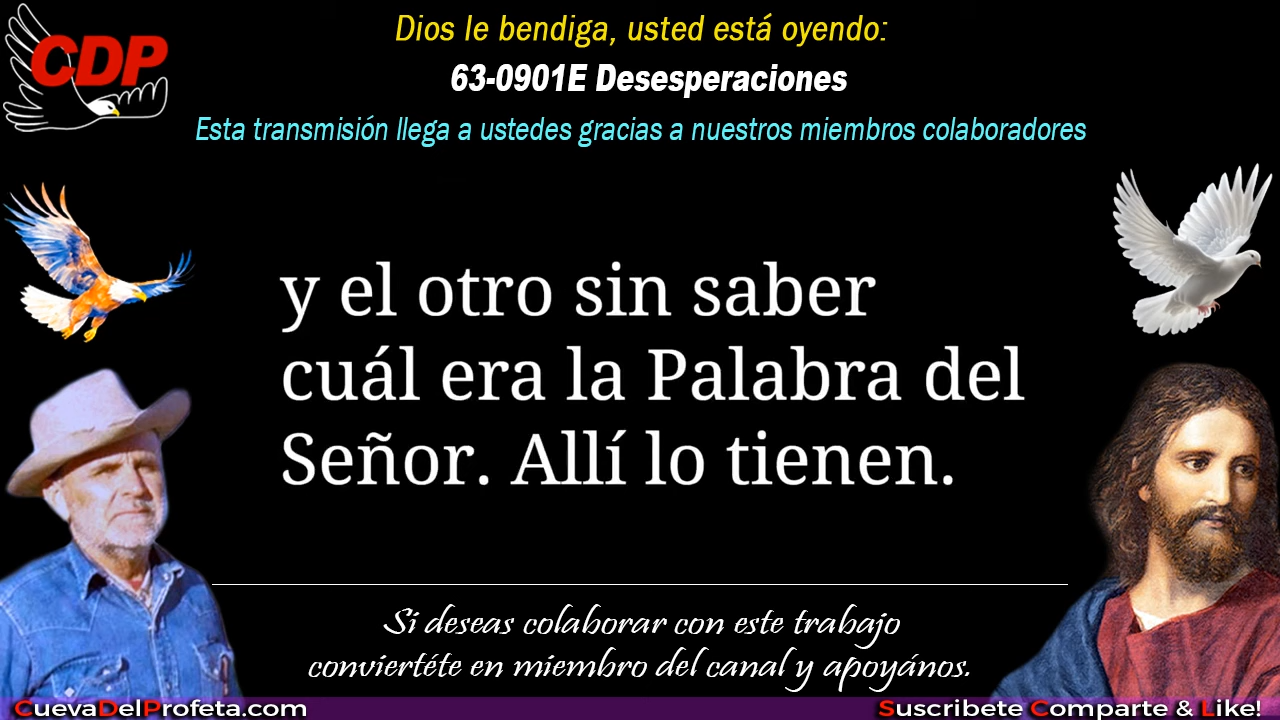 CDP
Dios le bendiga, usted está oyendo:
63-0901E Desesperaciones
Esta transmisión llega a ustedes gracias a nuestros miembros colaboradores
y el otro sin saber
cuál era la Palabra del
Señor. Allí lo tienen.
Si deseas colaborar con este trabajo
conviertéte en miembro del canal y apoyános.
CuevaDelProfeta.com
Suscribete Comparte & Like!